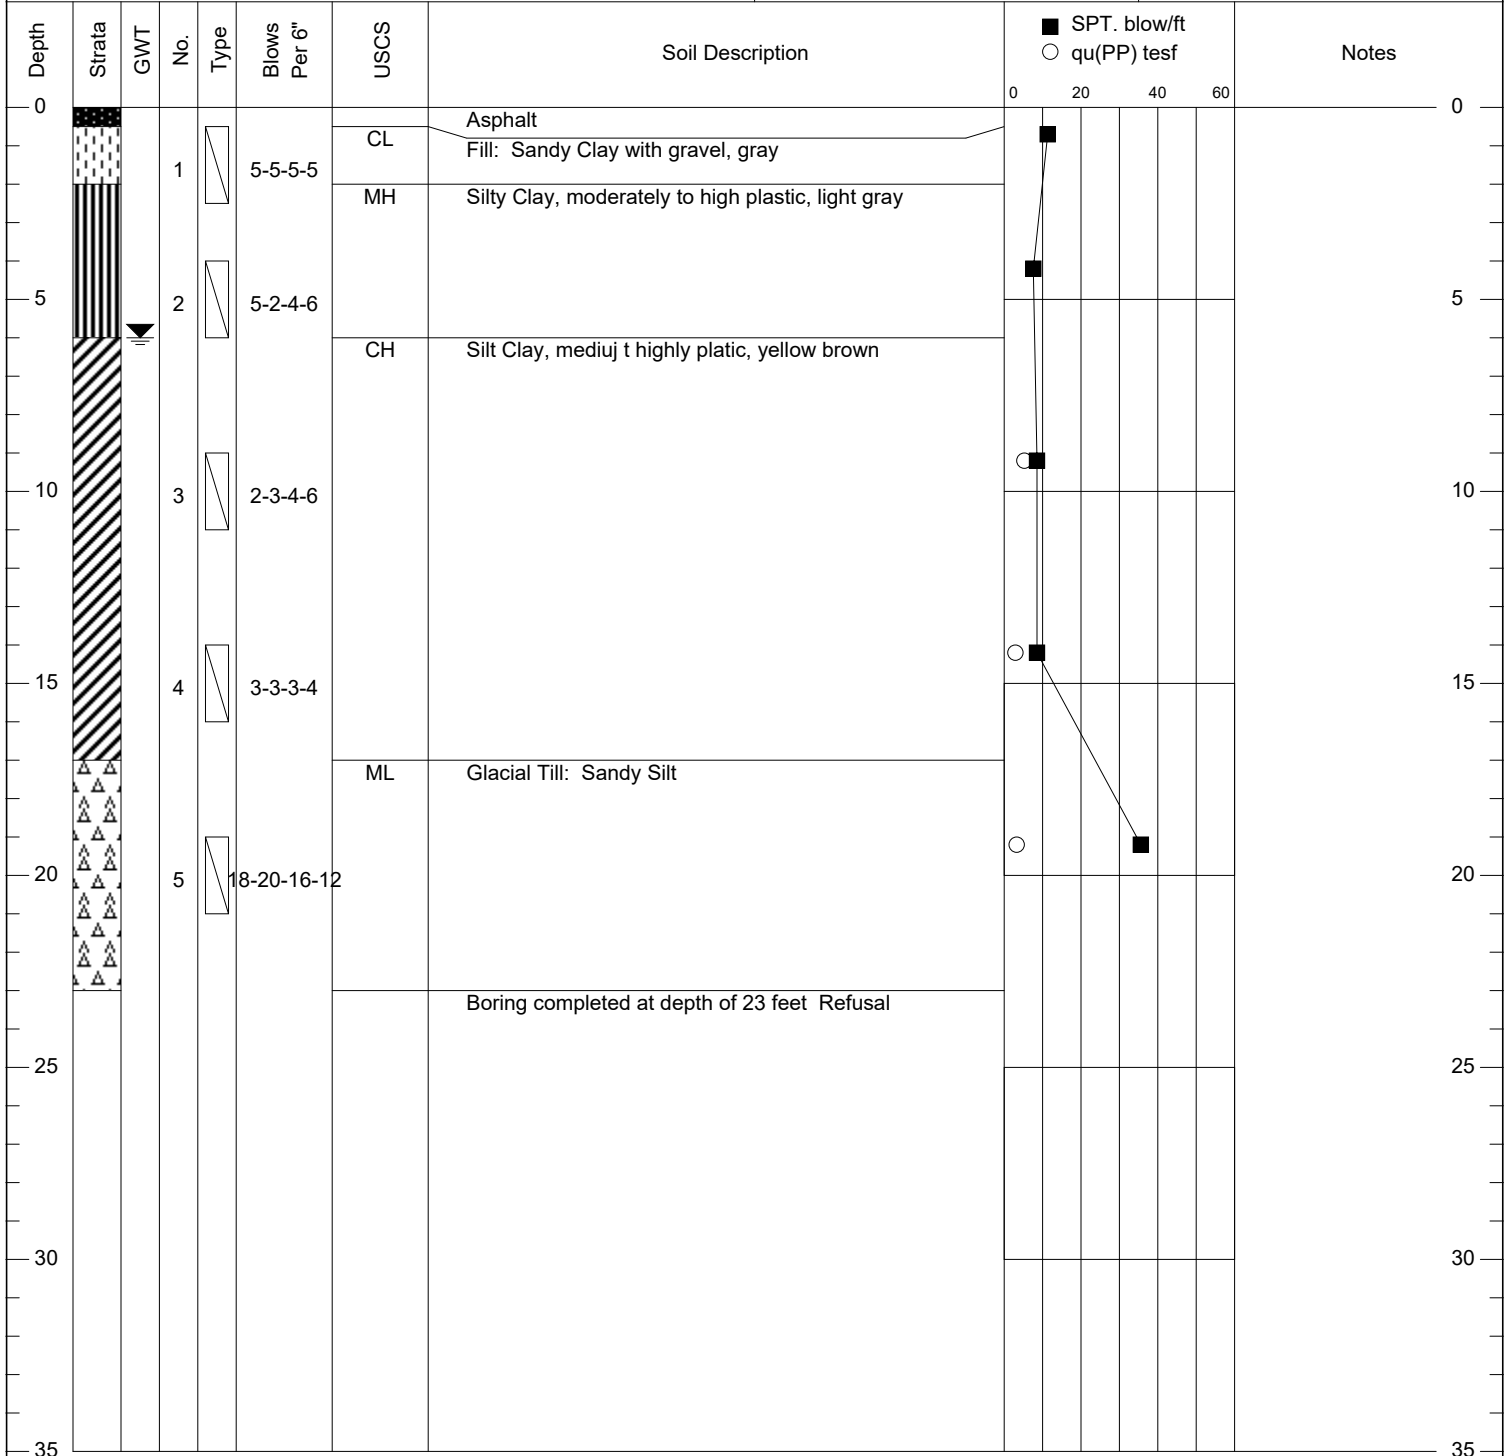 Depth Strata GWT No. Type Blows Per 6" USCS Soil Description Notes
SPT. blow/ft
qu(PP) tesf
0 20 40 60
0 0
Asphalt
CL
Fill: Sandy Clay with gravel, gray
1 5-5-5-5
MH Silty Clay, moderately to high plastic, light gray
5 2 5-2-4-6 5
CH Silt Clay, mediuj t highly platic, yellow brown
10 3 2-3-4-6 10
15 4 3-3-3-4 15
ML Glacial Till: Sandy Silt
20 5 18-20-16-12 20
Boring completed at depth of 23 feet Refusal
25 25
30 30
35 35